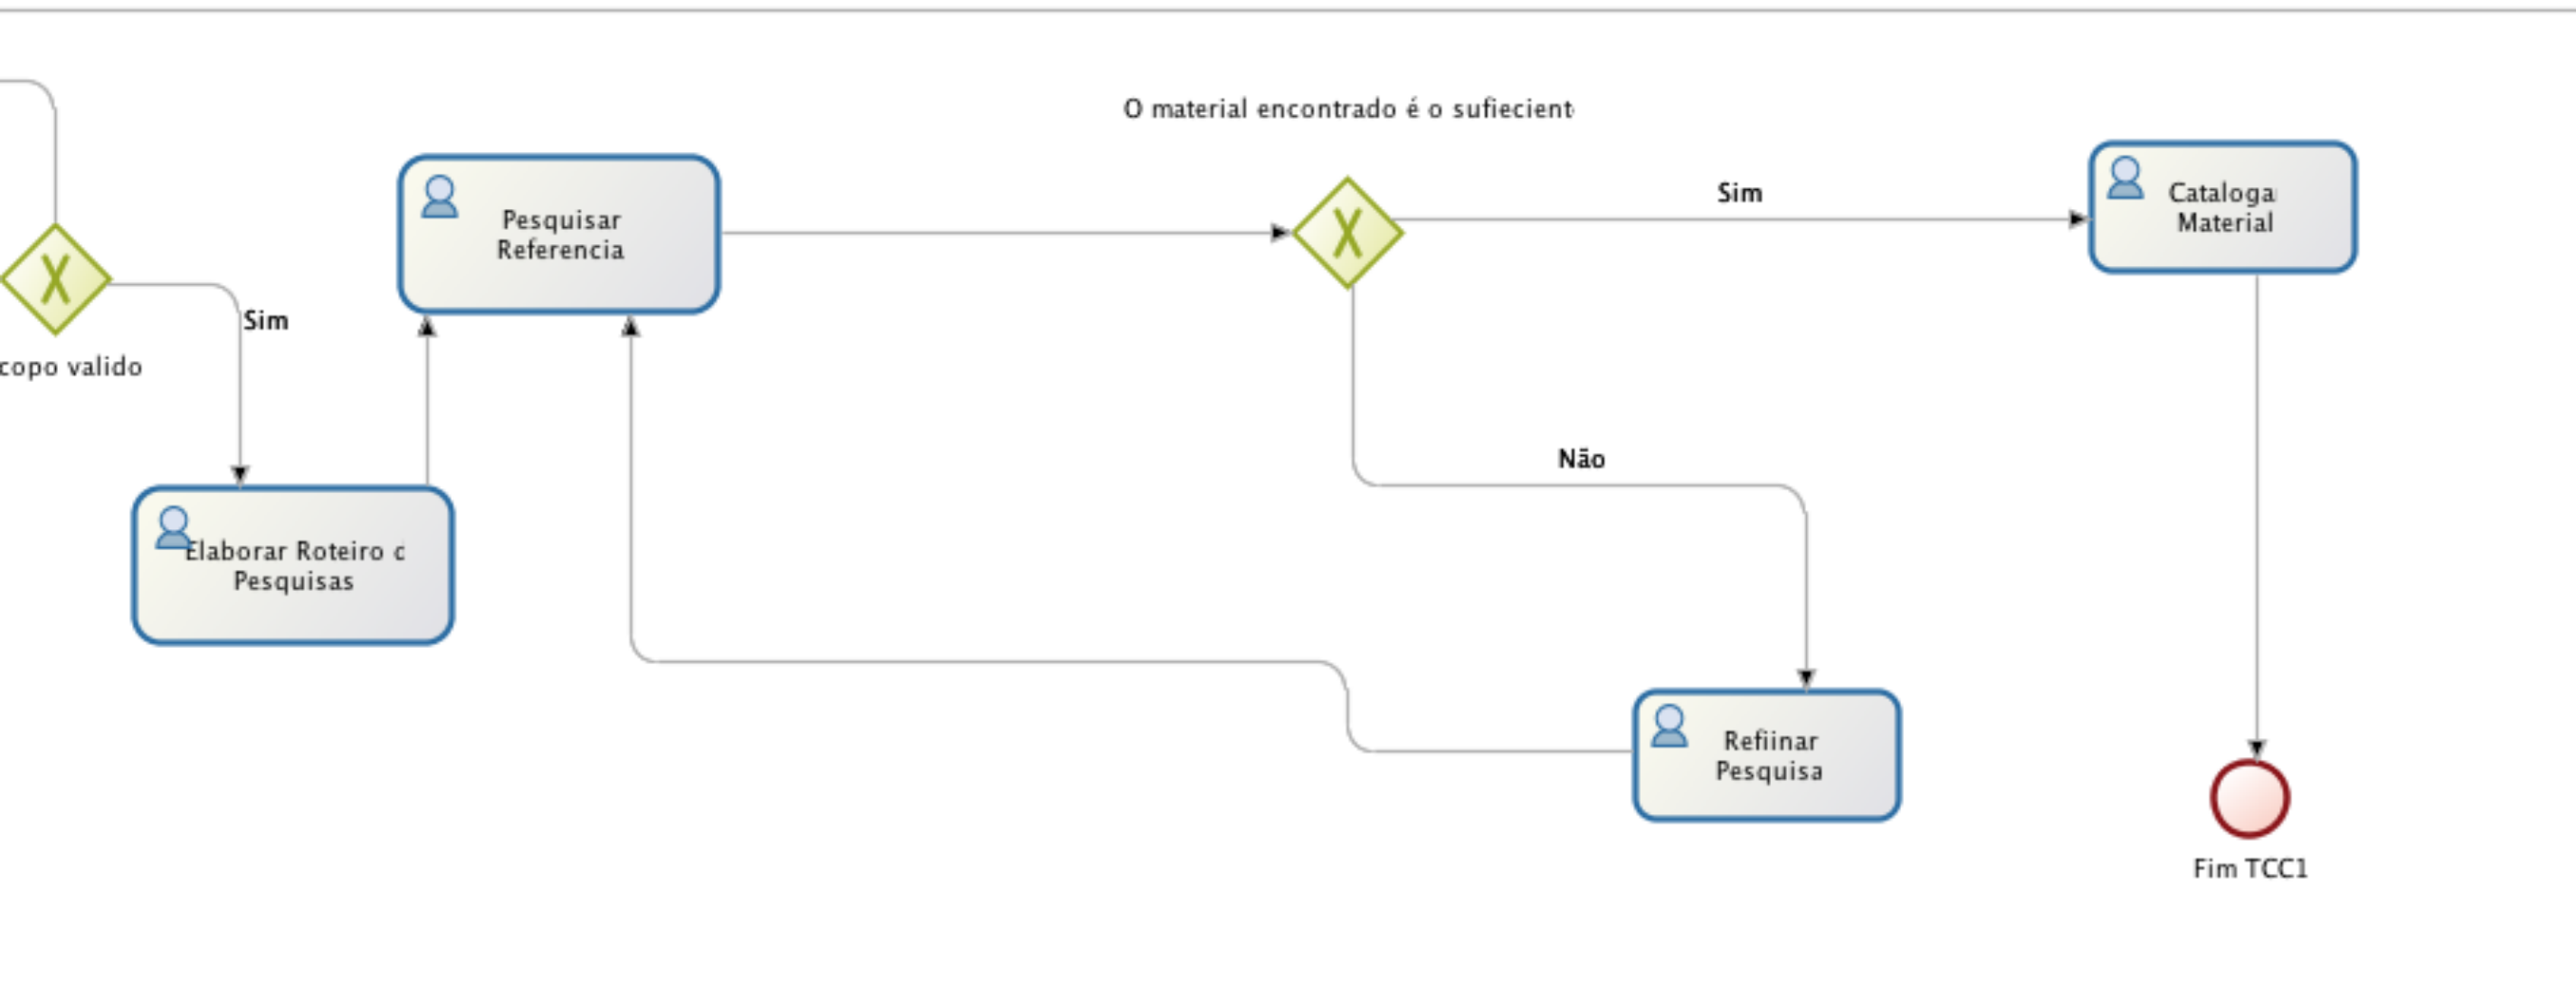 O material encontrado é o sufiecient
Sim
Cataloga
Material
Pesquisar
Referencia
Sim
copo valido
Não
Elaborar Roteiro d
Pesquisas
Refiinar
Pesquisa
Fim TCC1